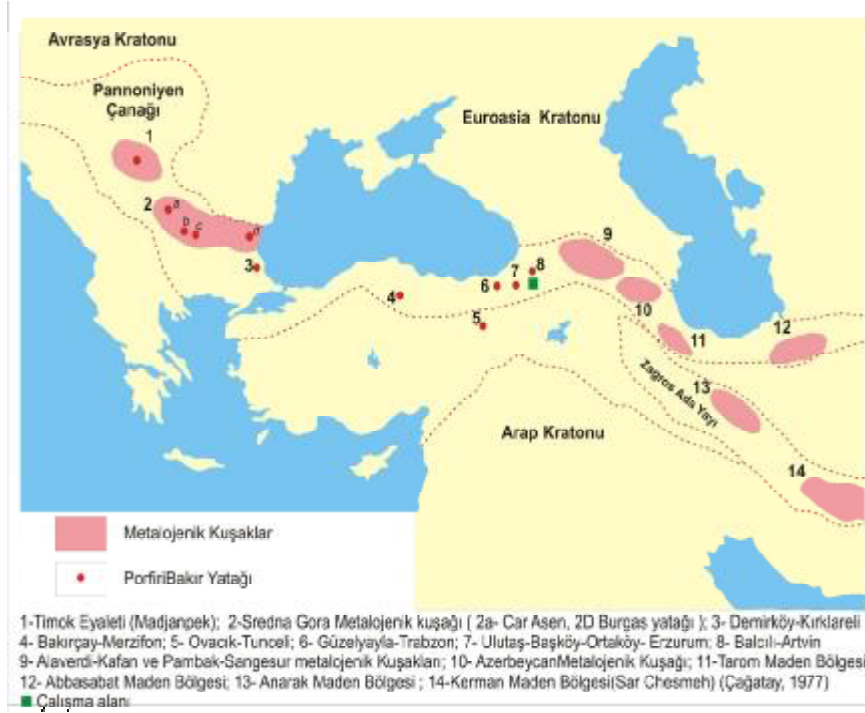 Avrasya Kratonu
Pannoniyen
Çanağı
Euroasia Kratonu
1
2
a
b
c
3
4
5
6
7
8
9
10
11
12
13
14
Zagros Ada Yayı
Arap Kratonu
Metalojenik Kuşaklar
PorfiriBakır Yatağı
1-Timok Eyaleti (Madjanpek); 2-Sredna Gora Metalojenik kuşağı ( 2a- Car Asen, 2D Burgas yatağı ); 3- Demirköy-Kırklareli
4- Bakırçay-Merzifon; 5- Ovacık-Tunceli; 6- Güzelyayla-Trabzon; 7- Ulutaş-Başköy-Ortaköy- Erzurum; 8- Balcılı-Artvin
9- Alaverdi-Kafan ve Pambak-Sangesur metalojenik Kuşakları; 10- AzerbeycanMetalojenik Kuşağı; 11-Tarom Maden Bölgesi
12- Abbasabat Maden Bölgesi; 13- Anarak Maden Bölgesi ; 14-Kerman Maden Bölgesi(Sar Chesmeh) (Çağatay, 1977)
Çalışma alanı